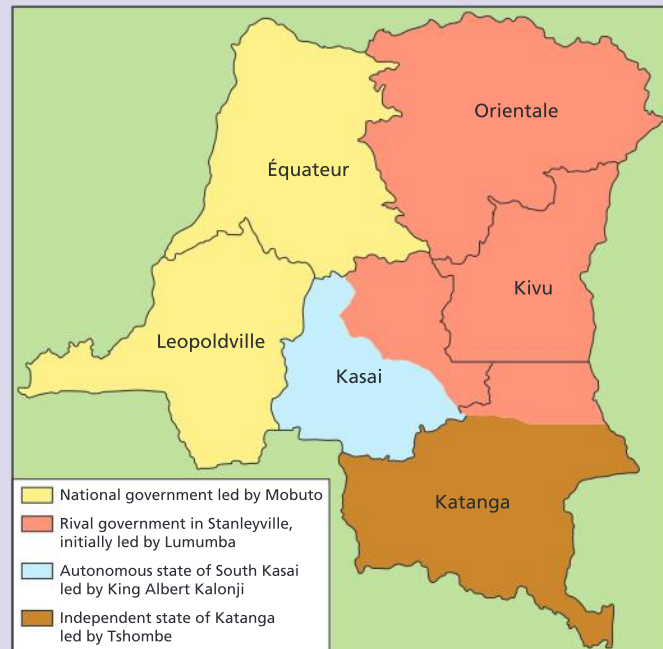 Orientale
Équateur
Kivu
Leopoldville
Kasai
Katanga
National government led by Mobuto
Rival government in Stanleyville,
initially led by Lumumba
Autonomous state of South Kasai
led by King Albert Kalonji
Independent state of Katanga
led by Tshombe